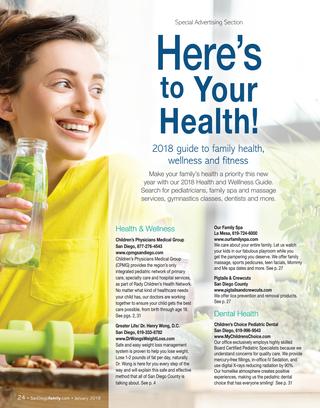 Special Advertising Section
Here's
to Your
Health!
2018 guide to family health,
wellness and fitness
Make your family's health a priority this new
year with our 2018 Health and Wellness Guide.
Search for pediatricians, family spa and massage
services, gymnastics classes, dentists and more.
Health & Wellness
Children's Physicians Medical Group
San Diego, 877-276-4543
www.cpmgsandiego.com
Children's Physicians Medical Group
(CPMG) provides the region's only
integrated pediatric network of primary
care, specialty care and hospital services,
as part of Rady Children's Health Network.
No matter what kind of healthcare needs
your child has, our doctors are working
together to ensure your child gets the best
care possible, from birth through age 18.
See pgs. 2, 31
Greater Life/ Dr. Henry Wong, D.C.
San Diego, 619-333-8782
www.DrWongsWeightLoss.com
Safe and easy weight loss management
system is proven to help you lose weight.
Lose 1-2 pounds of fat per day, naturally.
Dr. Wong is here for you every step of the
way and will explain this safe and effective
method that all of San Diego County is
talking about. See p. 4
Our Family Spa
La Mesa, 619-724-6000
www.ourfamilyspa.com
We care about your entire family. Let us watch
your kids in our fabulous playroom while you
get the pampering you deserve. We offer family
massage, sports pedicures, teen facials, Mommy
and Me spa dates and more. See p. 27
Pigtails & Crewcuts
San Diego County
www.pigtailsandcrewcuts.com
We offer lice prevention and removal products.
See p. 27
Dental Health
Children's Choice Pediatric Dental
San Diego, 619-996-9543
www.MyChildrensChoice.com
Our office exclusively employs highly skilled
Board Certified Pediatric Specialists because we
understand concerns for quality care. We provide
mercury-free fillings, in-office IV Sedation, and
use digital X-rays reducing radiation by 90%.
Our homelike atmosphere creates positive
experiences, making us the pediatric dental
choice that has everyone smiling! See p. 31
24 • SanDiegoFamily.com • January 2018